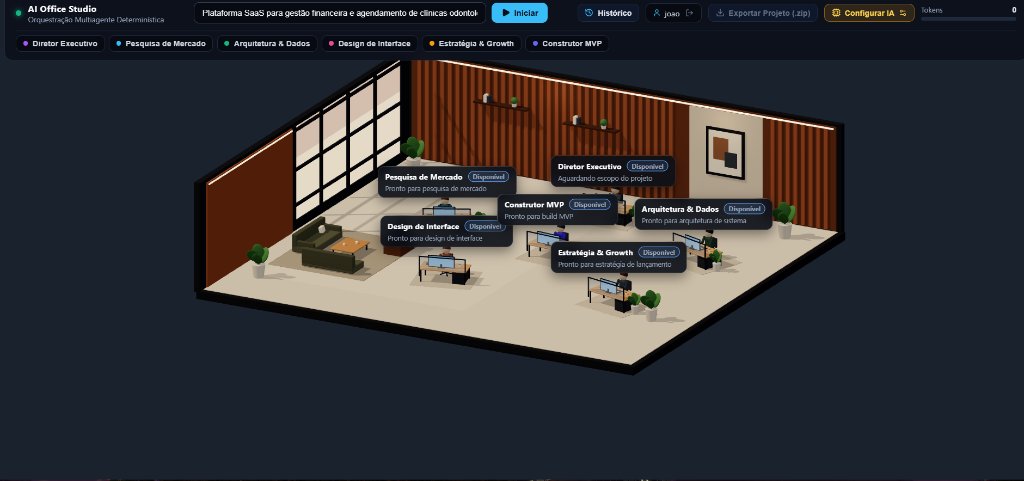 AI Office Studio
Orquestração Multiagente Determinística
Plataforma SaaS para gestão financeira e agendamento de clínicas odontol
Iniciar
Histórico
joao
Exportar Projeto (.zip)
Configurar IA
Tokens
0
Diretor Executivo
Pesquisa de Mercado
Arquitetura & Dados
Design de Interface
Estratégia & Growth
Construtor MVP
Diretor Executivo Disponível
Aguardando escopo do projeto
Pesquisa de Mercado Disponível
Pronto para pesquisa de mercado
Construtor MVP Disponível
Pronto para build MVP
Arquitetura & Dados Disponível
Pronto para arquitetura de sistema
Design de Interface Disponível
Pronto para design de interface
Estratégia & Growth Disponível
Pronto para estratégia de lançamento